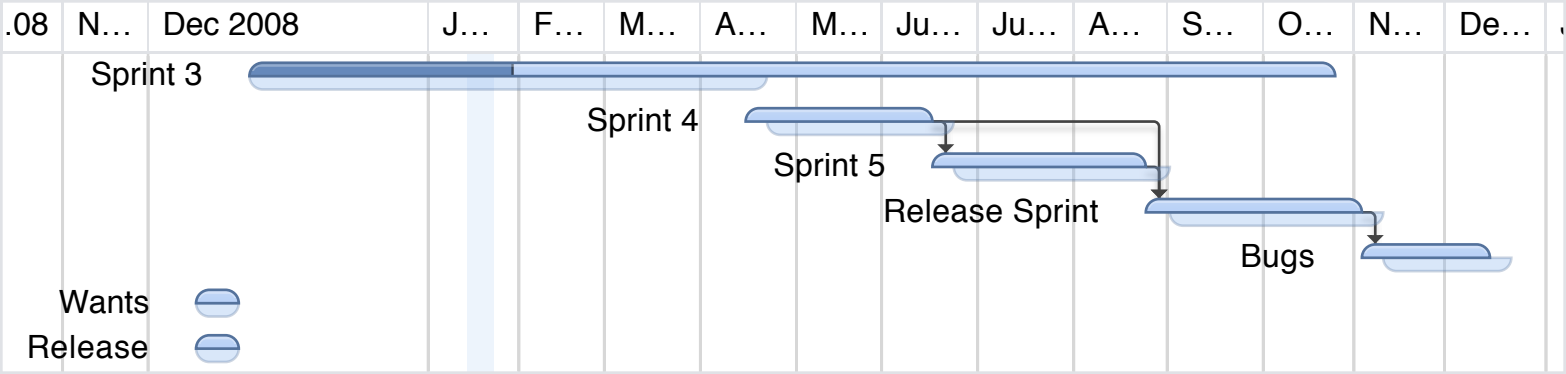 .08 N... Dec 2008 J... F... M... A... M... Ju... Ju... A... S... O... N... De...
Sprint 3
Sprint 4
Sprint 5
Release Sprint
Bugs
Wants
Release